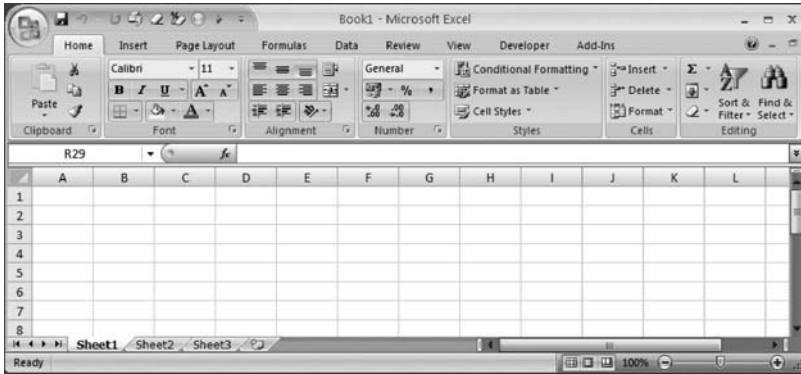 Book1 - Microsoft Excel
Home Insert Page Layout Formulas Data Review View Developer Add-Ins
Calibri 11 General Conditional Formatting Insert Σ
B I U A A % , Format as Table Delete
Paste A Cell Styles Format Sort & Filter Find & Select
Clipboard Font Alignment Number Styles Cells Editing
R29 fx
A B C D E F G H I J K L
1
2
3
4
5
6
7
8
Sheet1 Sheet2 Sheet3
Ready 100%